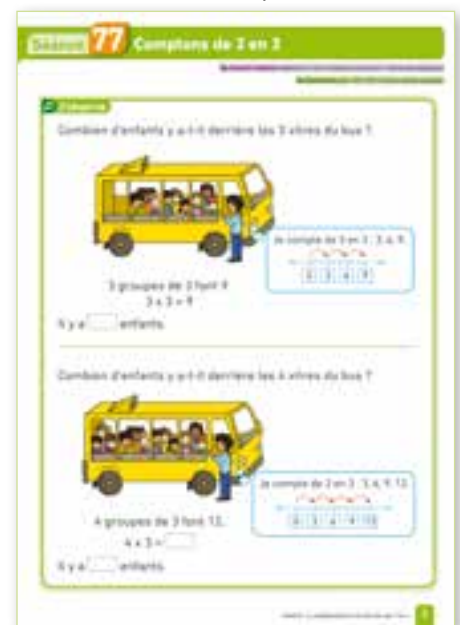 Séance 77 Comptons de 3 en 3
Observe
Combien d'enfants y a-t-il derrière les 3 vitres du bus ?
Je compte de 3 en 3 : 3, 6, 9.
0 3 6 9
3 groupes de 3 font 9
3 x 3 = 9
Il y a enfants.
Combien d'enfants y a-t-il derrière les 4 vitres du bus ?
Je compte de 3 en 3 : 3, 6, 9, 12.
0 3 6 9 12
4 groupes de 3 font 12.
4 x 3 =
Il y a enfants.